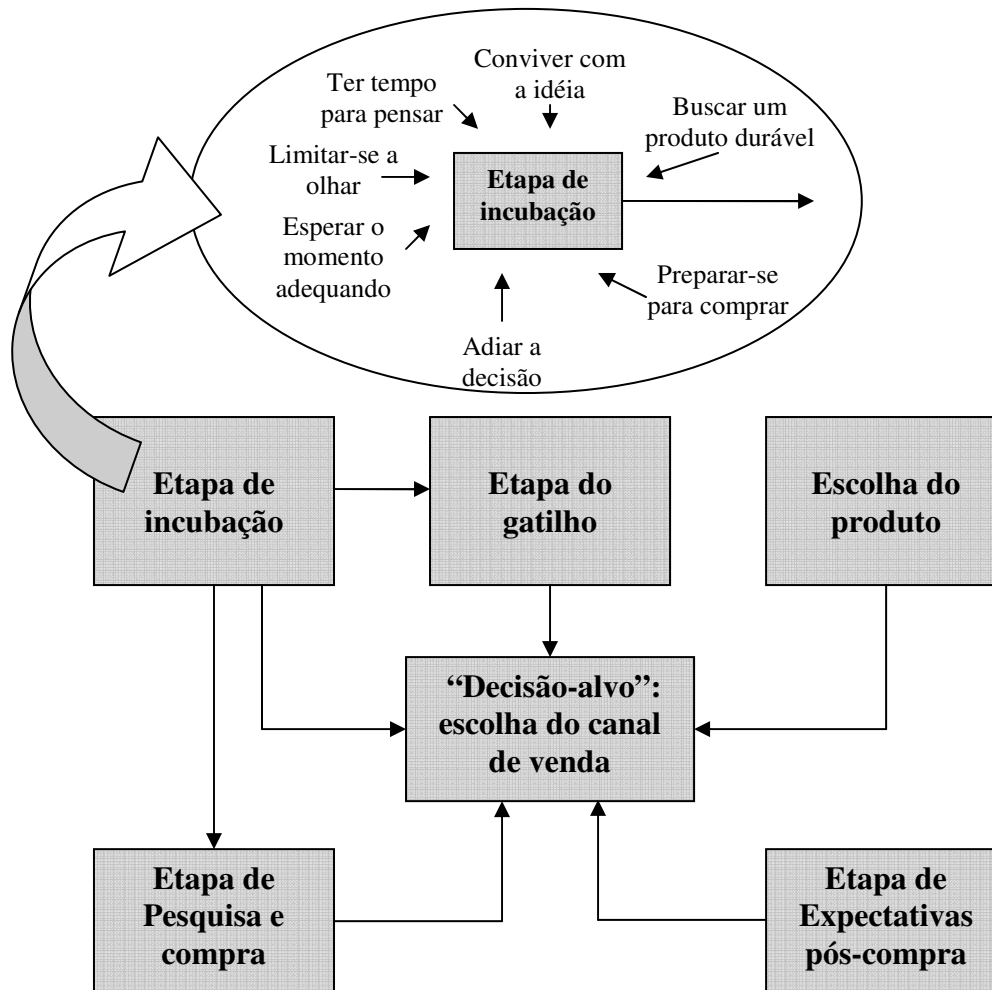 Conviver com
a idéia
Ter tempo
para pensar
Buscar um
produto durável
Limitar-se a
olhar
Etapa de
incubação
Esperar o
momento
adequando
Preparar-se
para comprar
Adiar a
decisão
Etapa de
incubação
Etapa do
gatilho
Escolha do
produto
“Decisão-alvo”:
escolha do canal
de venda
Etapa de
Pesquisa e
compra
Etapa de
Expectativas
pós-compra